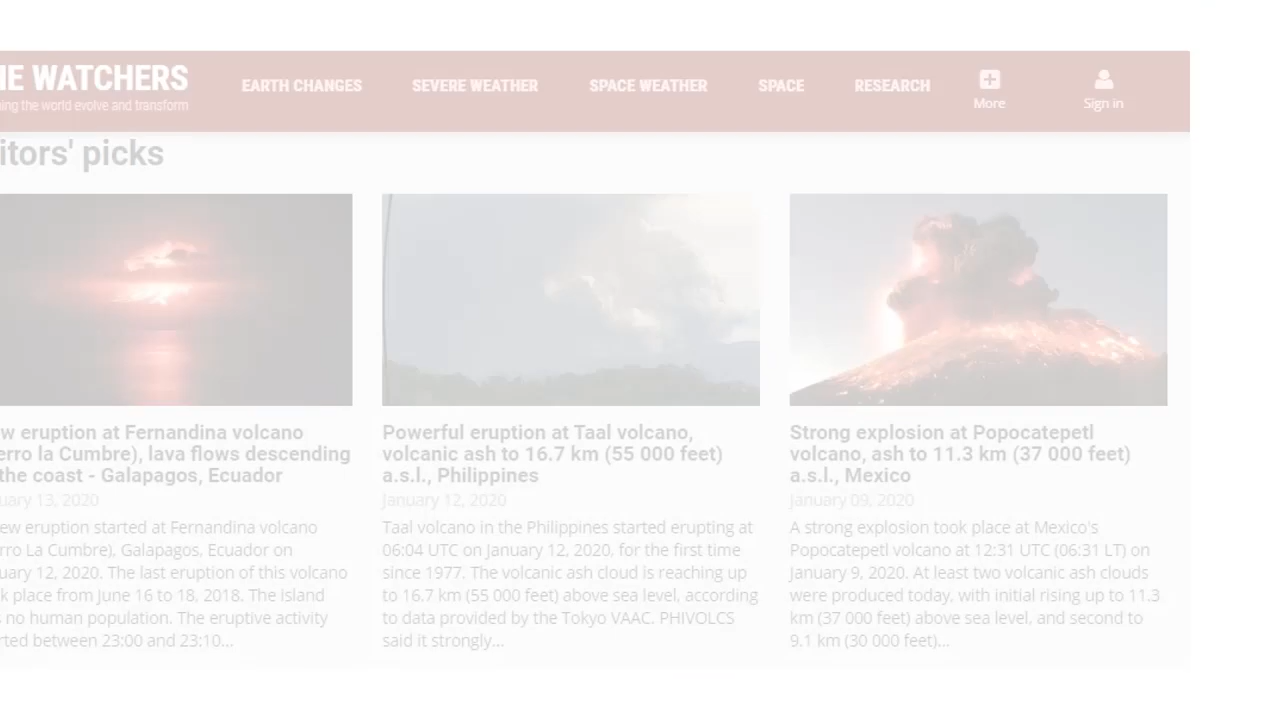 HE WATCHERS
ing the world evolve and transform
EARTH CHANGES
SEVERE WEATHER
SPACE WEATHER
SPACE
RESEARCH
More
Sign in
itors' picks
w eruption at Fernandina volcano
erro la Cumbre), lava flows descending
the coast - Galapagos, Ecuador
uary 13, 2020
ew eruption started at Fernandina volcano
rro La Cumbre), Galapagos, Ecuador on
uary 12, 2020. The last eruption of this volcano
k place from June 16 to 18, 2018. The island
s no human population. The eruptive activity
rted between 23:00 and 23:10...
Powerful eruption at Taal volcano,
volcanic ash to 16.7 km (55 000 feet)
a.s.l., Philippines
January 12, 2020
Taal volcano in the Philippines started erupting at
06:04 UTC on January 12, 2020, for the first time
since 1977. The volcanic ash cloud is reaching up
to 16.7 km (55 000 feet) above sea level, according
to data provided by the Tokyo VAAC. PHIVOLCS
said it strongly...
Strong explosion at Popocatepetl
volcano, ash to 11.3 km (37 000 feet)
a.s.l., Mexico
January 09, 2020
A strong explosion took place at Mexico's
Popocatepetl volcano at 12:31 UTC (06:31 LT) on
January 9, 2020. At least two volcanic ash clouds
were produced today, with initial rising up to 11.3
km (37 000 feet) above sea level, and second to
9.1 km (30 000 feet)...